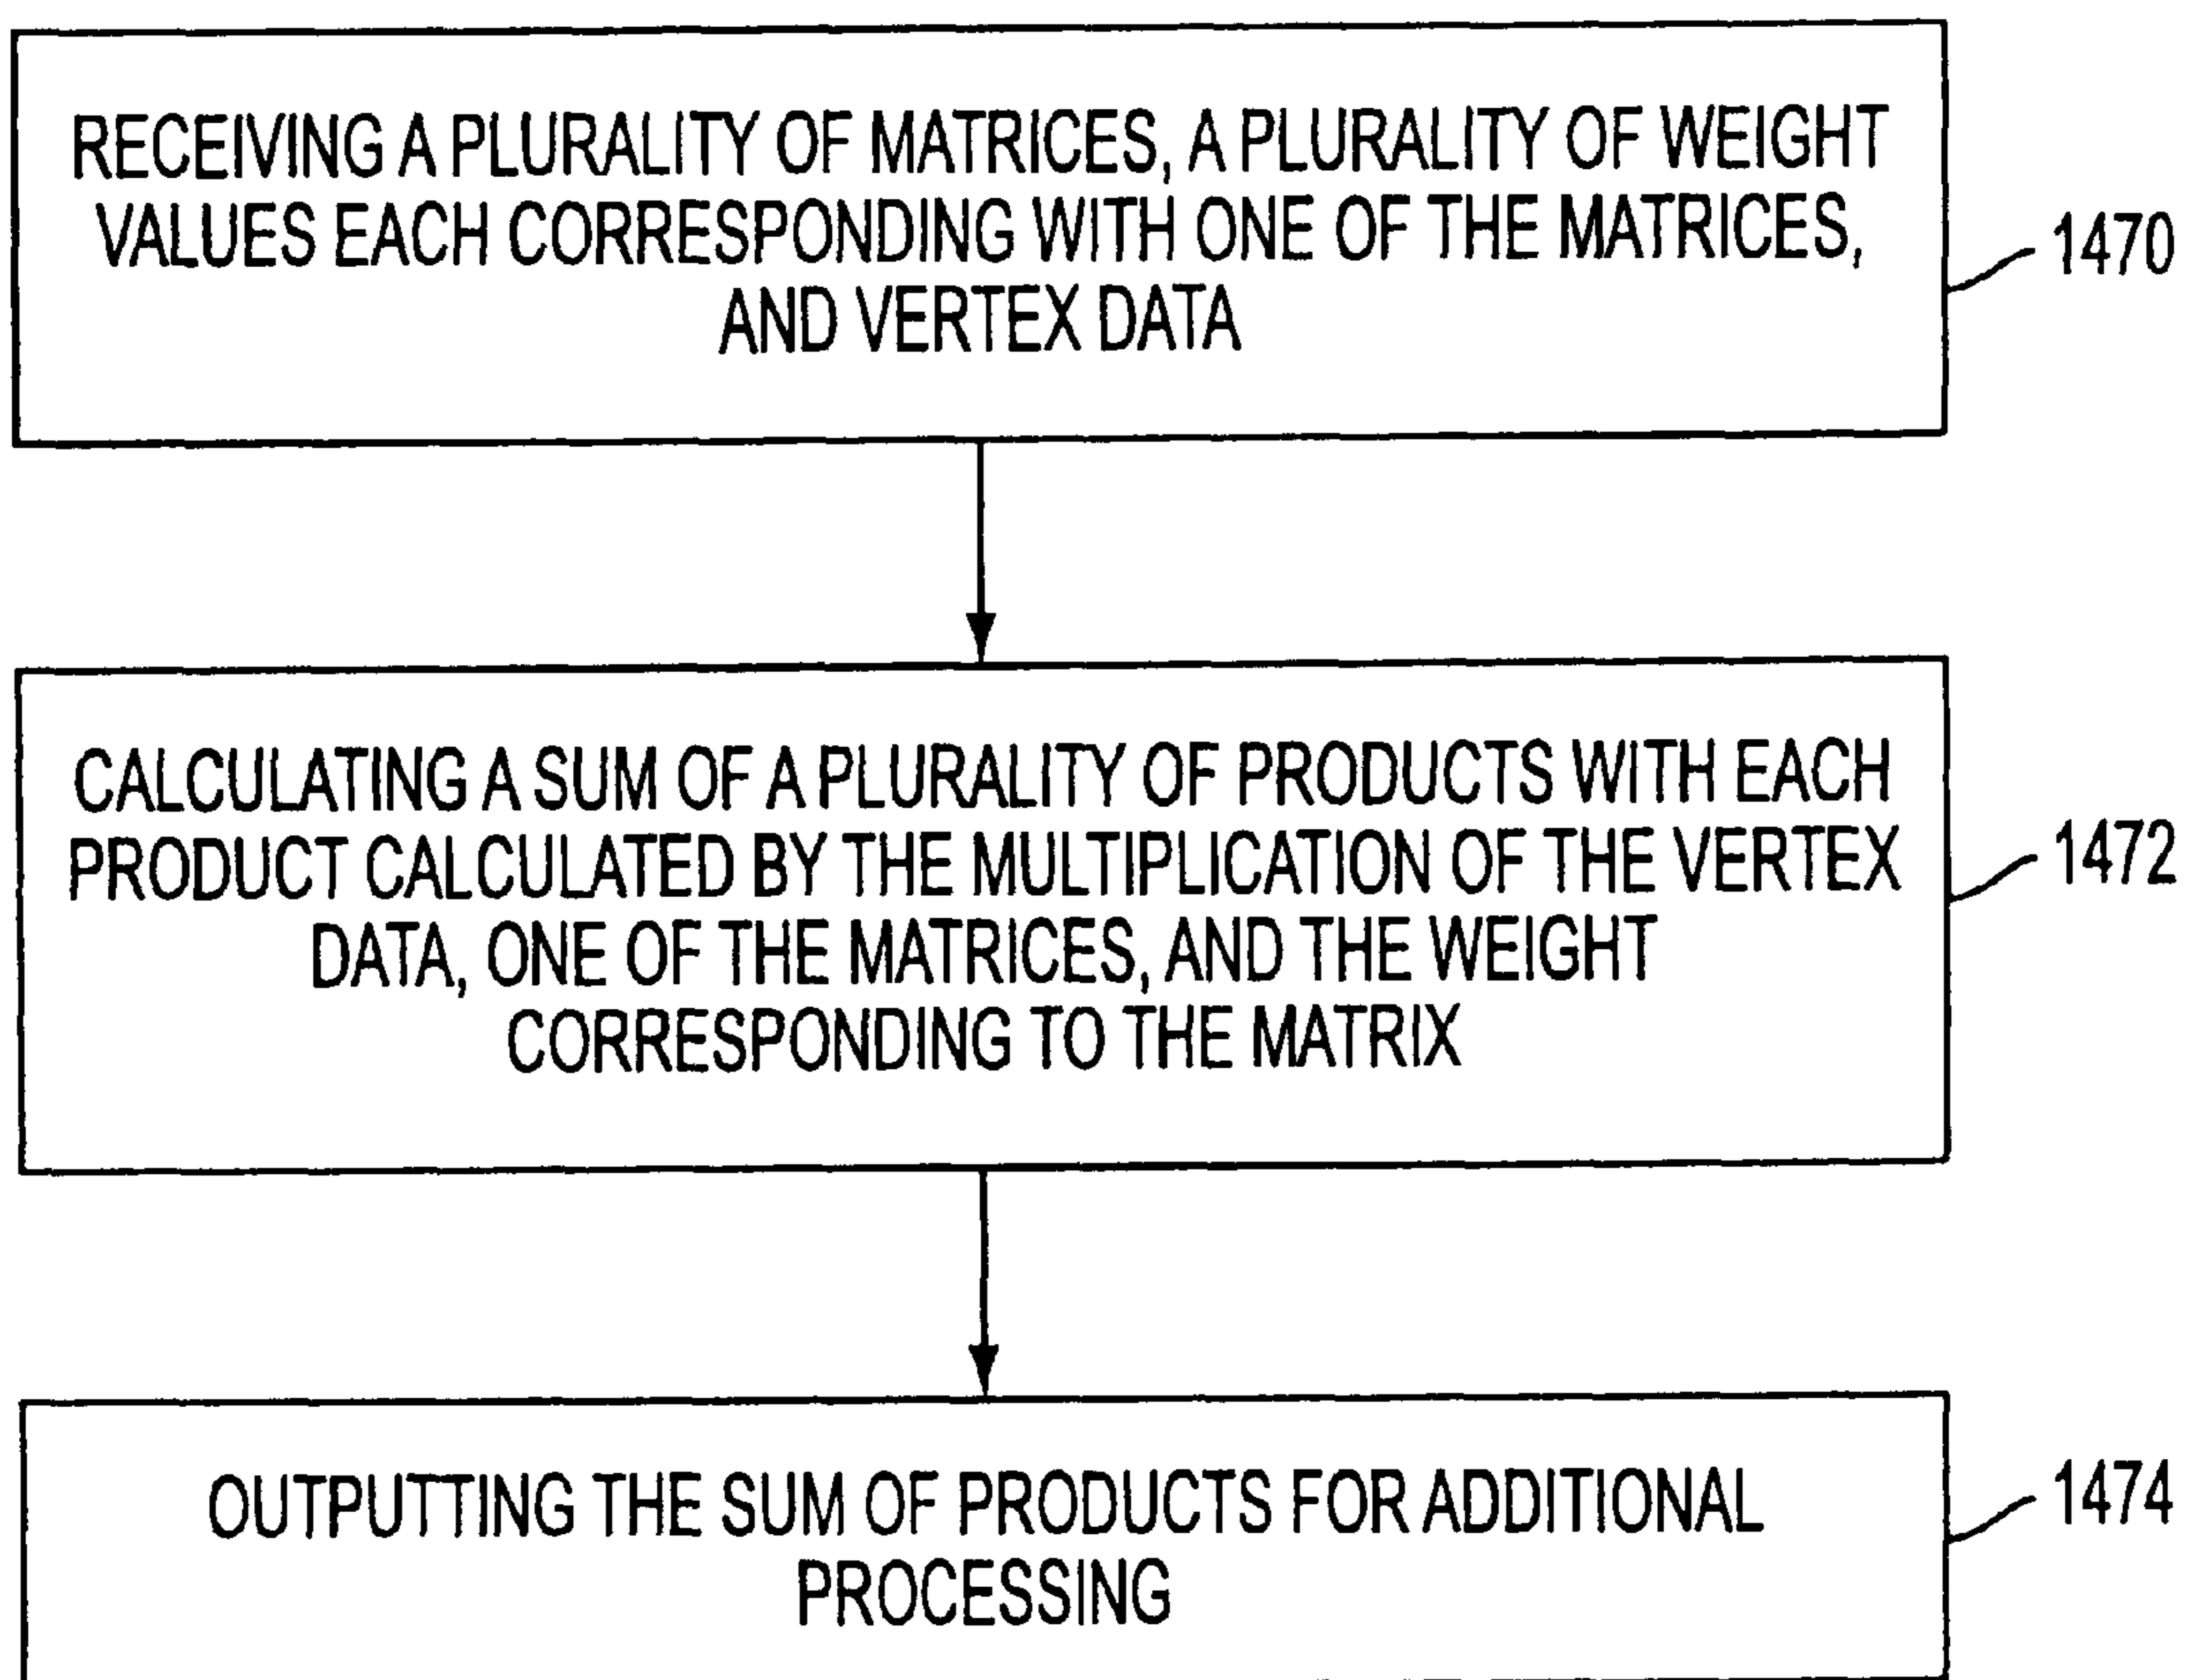 RECEIVING A PLURALITY OF MATRICES, A PLURALITY OF WEIGHT
VALUES EACH CORRESPONDING WITH ONE OF THE MATRICES,
AND VERTEX DATA
1470
CALCULATING A SUM OF A PLURALITY OF PRODUCTS WITH EACH
PRODUCT CALCULATED BY THE MULTIPLICATION OF THE VERTEX
DATA, ONE OF THE MATRICES, AND THE WEIGHT
CORRESPONDING TO THE MATRIX
1472
OUTPUTTING THE SUM OF PRODUCTS FOR ADDITIONAL
PROCESSING
1474